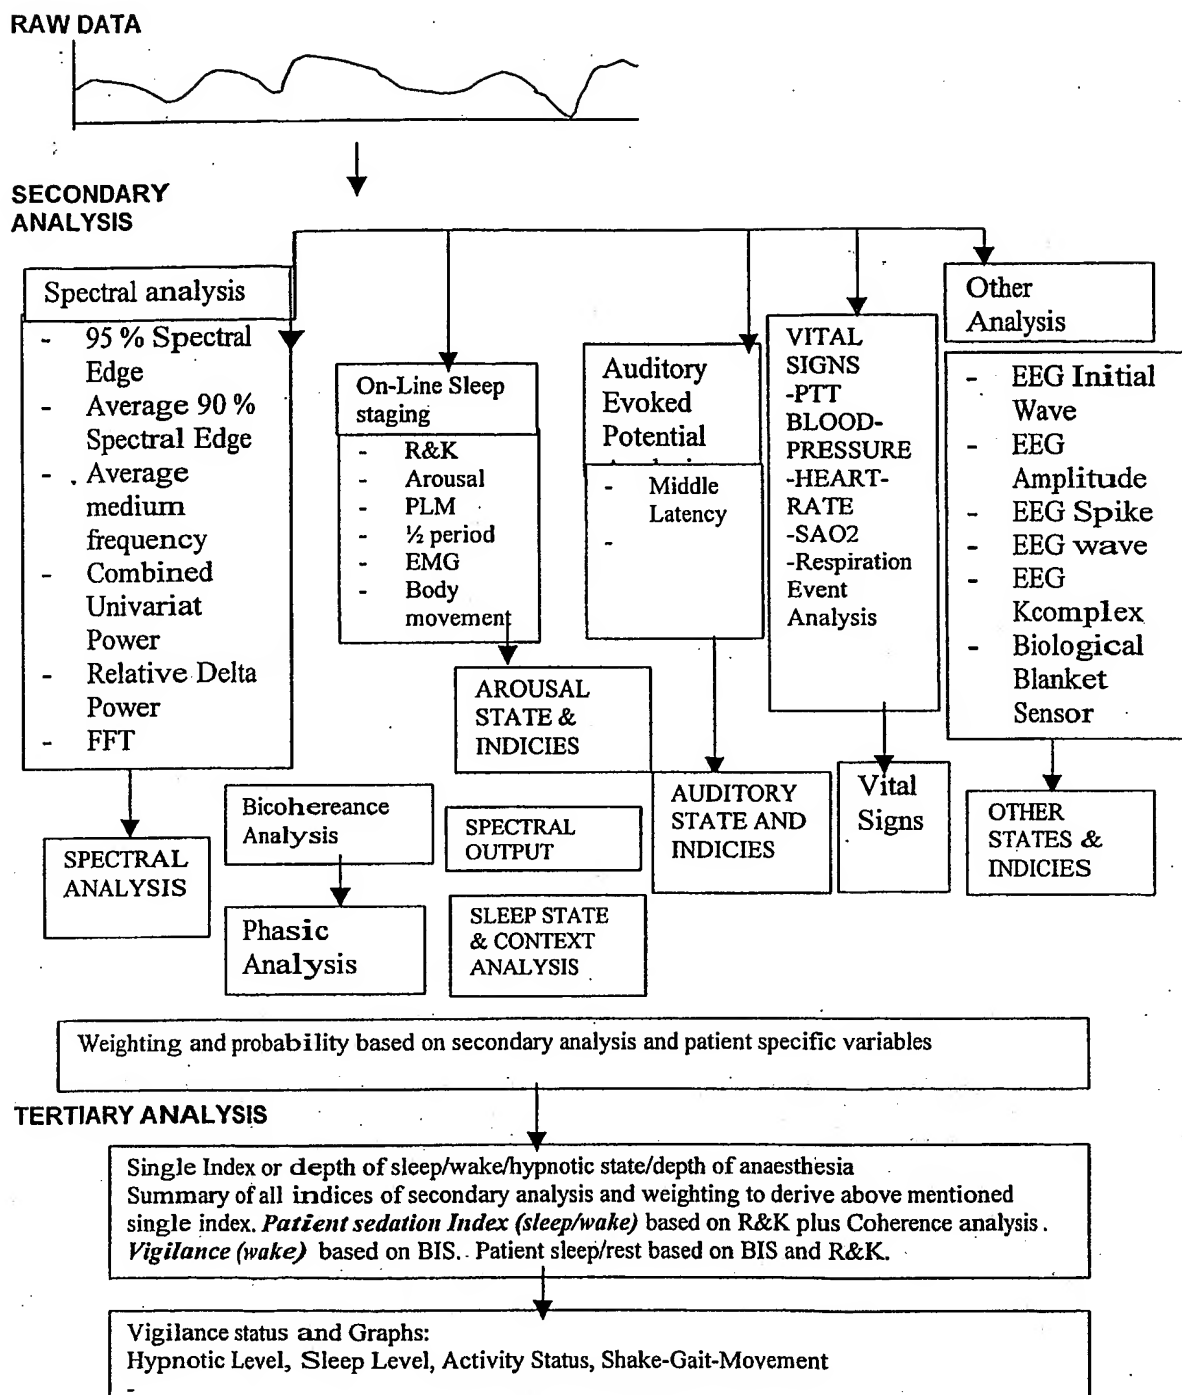 RAW DATA
SECONDARY
ANALYSIS
Spectral analysis
- 95 % Spectral
Edge
- Average 90 %
Spectral Edge
- Average
medium
frequency
- Combined
Univariat
Power
- Relative Delta
Power
- FFT
On-Line Sleep
staging
- R&K
- Arousal
- PLM
- ½ period
- EMG
- Body
movement
Auditory
Evoked
Potential
- Middle
Latency
-
VITAL
SIGNS
-PTT
BLOOD-
PRESSURE
-HEART-
RATE
-SAO2
-Respiration
Event
Analysis
Other
Analysis
- EEG Initial
Wave
- EEG
Amplitude
- EEG Spike
- EEG wave
- EEG
Kcomplex
- Biological
Blanket
Sensor
SPECTRAL
ANALYSIS
Bicohereance
Analysis
Phasic
Analysis
AROUSAL
STATE &
INDICIES
SPECTRAL
OUTPUT
SLEEP STATE
& CONTEXT
ANALYSIS
AUDITORY
STATE AND
INDICIES
Vital
Signs
OTHER
STATES &
INDICIES
Weighting and probability based on secondary analysis and patient specific variables
TERTIARY ANALYSIS
Single Index or depth of sleep/wake/hypnotic state/depth of anaesthesia
Summary of all indices of secondary analysis and weighting to derive above mentioned
single index. Patient sedation Index (sleep/wake) based on R&K plus Coherence analysis.
Vigilance (wake) based on BIS. Patient sleep/rest based on BIS and R&K.
Vigilance status and Graphs:
Hypnotic Level, Sleep Level, Activity Status, Shake-Gait-Movement
-